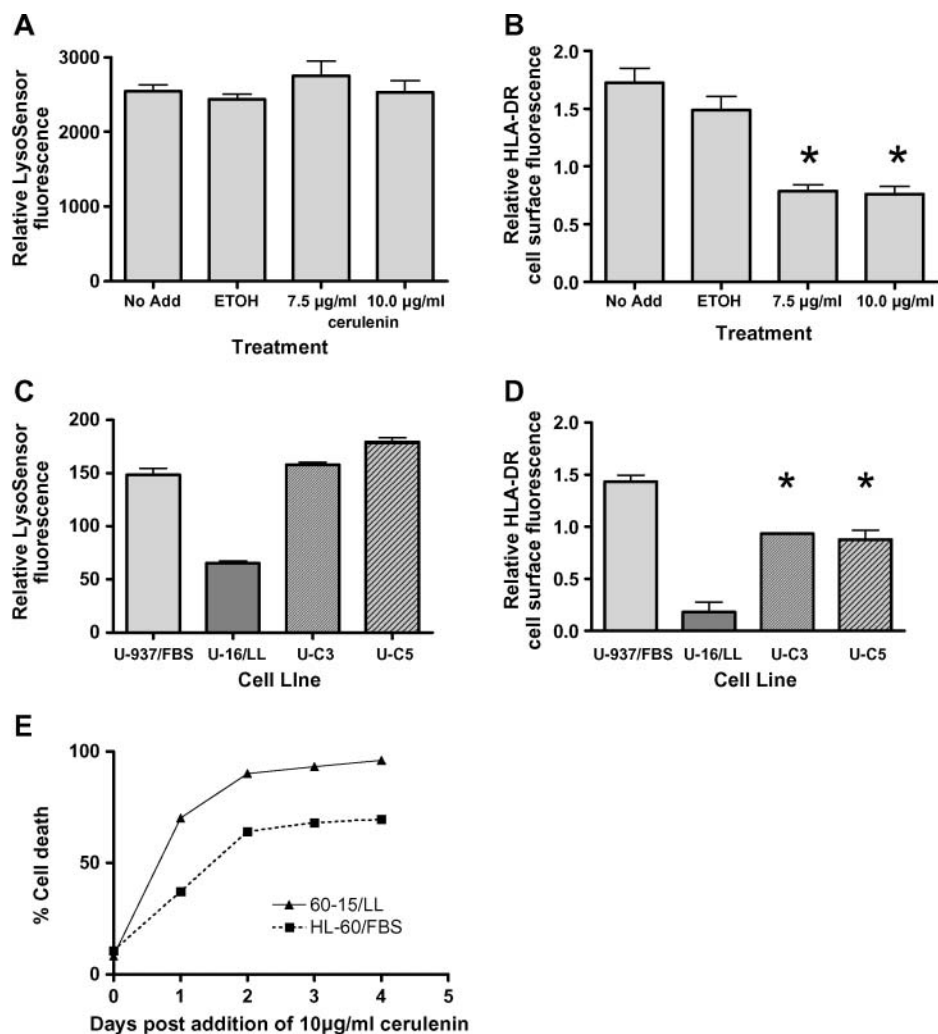 A
Relative LysoSensor
fluorescence
3000
2000
1000
0
No Add
ETOH
7.5 µg/ml
10.0 µg/ml
cerulenin
Treatment
B
Relative HLA-DR
cell surface fluorescence
2.0
1.5
1.0
0.5
0.0
*
*
No Add
ETOH
7.5 µg/ml
10.0 µg/ml
Treatment
C
Relative LysoSensor
fluorescence
200
150
100
50
0
U-937/FBS
U-16/LL
U-C3
U-C5
Cell LIne
D
Relative HLA-DR
cell surface fluorescence
2.0
1.5
1.0
0.5
0.0
*
*
U-937/FBS
U-16/LL
U-C3
U-C5
Cell Line
E
% Cell death
100
50
0
60-15/LL
HL-60/FBS
0
1
2
3
4
5
Days post addition of 10µg/ml cerulenin